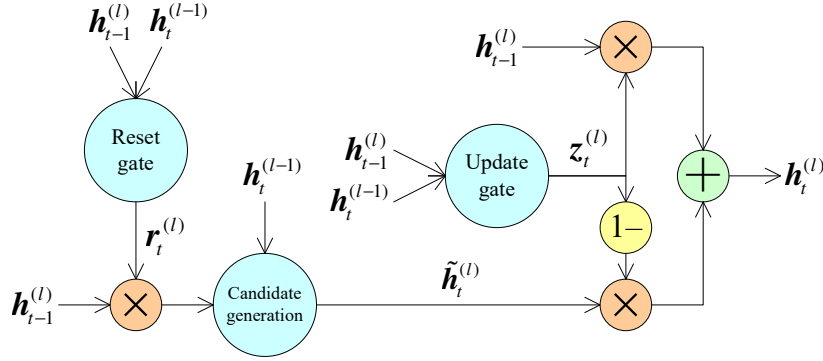 h_{t-1}^{(l)} h_t^{(l-1)}
Reset
gate
r_t^{(l)}
h_{t-1}^{(l)}
×
h_t^{(l-1)}
Candidate
generation
h̃_t^{(l)}
h_{t-1}^{(l)}
×
h_{t-1}^{(l)}
h_t^{(l-1)}
Update
gate
z_t^{(l)}
1−
×
+
h_t^{(l)}